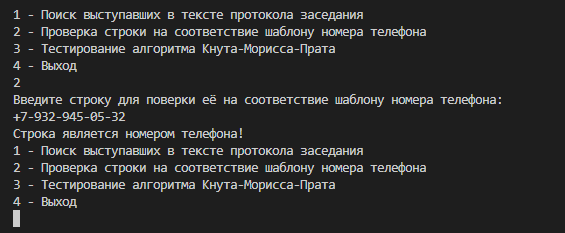 1 - Поиск выступавших в тексте протокола заседания
2 - Проверка строки на соответствие шаблону номера телефона
3 - Тестирование алгоритма Кнута-Морисса-Прата
4 - Выход
2
Введите строку для поверки её на соответствие шаблону номера телефона:
+7-932-945-05-32
Строка является номером телефона!
1 - Поиск выступавших в тексте протокола заседания
2 - Проверка строки на соответствие шаблону номера телефона
3 - Тестирование алгоритма Кнута-Морисса-Прата
4 - Выход